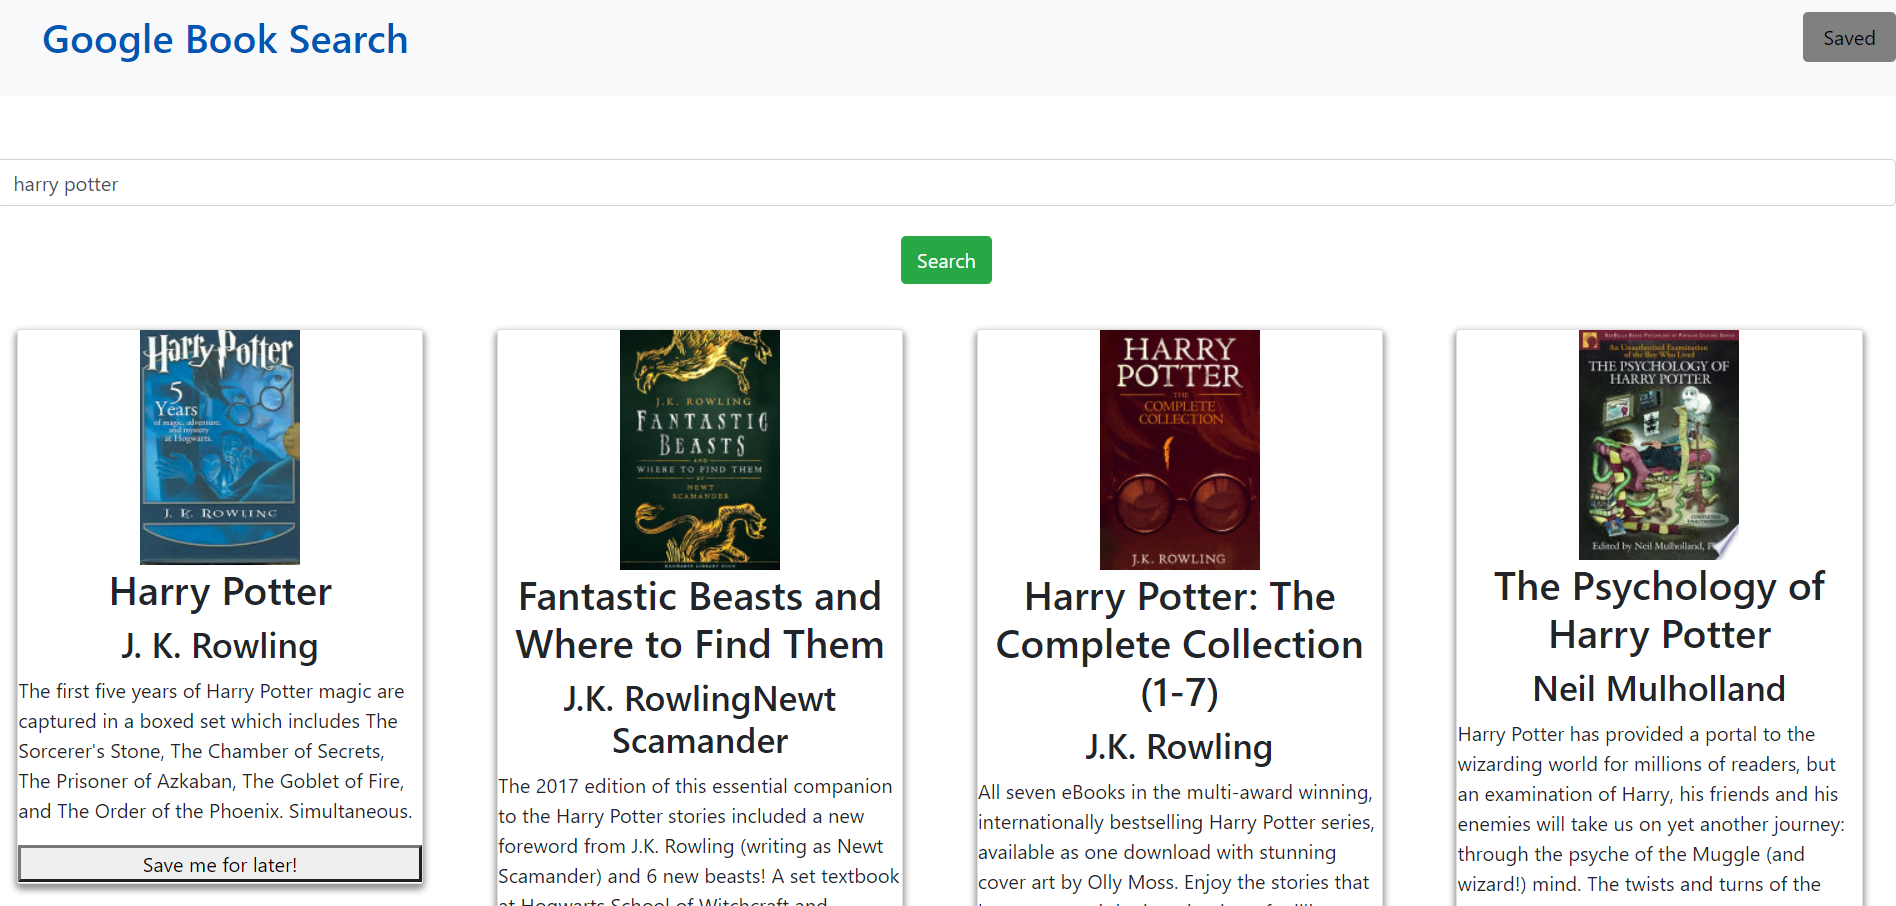 Google Book Search
Saved
harry potter
Search
Harry Potter
5
Years
of magic, adventure,
and mystery
at Hogwarts.
J. K. ROWLING
Harry Potter
J. K. Rowling
The first five years of Harry Potter magic are
captured in a boxed set which includes The
Sorcerer's Stone, The Chamber of Secrets,
The Prisoner of Azkaban, The Goblet of Fire,
and The Order of the Phoenix. Simultaneous.
Save me for later!
J.K. ROWLING
FANTASTIC
BEASTS
AND
WHERE TO FIND THEM
NEWT
SCAMANDER
Fantastic Beasts and
Where to Find Them
J.K. RowlingNewt
Scamander
The 2017 edition of this essential companion
to the Harry Potter stories included a new
foreword from J.K. Rowling (writing as Newt
Scamander) and 6 new beasts! A set textbook
at Hogwarts School of Witchcraft and
HARRY
POTTER
THE
COMPLETE
COLLECTION
J.K. ROWLING
Harry Potter: The
Complete Collection
(1-7)
J.K. Rowling
All seven eBooks in the multi-award winning,
internationally bestselling Harry Potter series,
available as one download with stunning
cover art by Olly Moss. Enjoy the stories that
An Unauthorized Examination
of the Boy Who Lived
THE PSYCHOLOGY OF
HARRY POTTER
Edited by Neil Mulholland,
The Psychology of
Harry Potter
Neil Mulholland
Harry Potter has provided a portal to the
wizarding world for millions of readers, but
an examination of Harry, his friends and his
enemies will take us on yet another journey:
through the psyche of the Muggle (and
wizard!) mind. The twists and turns of the